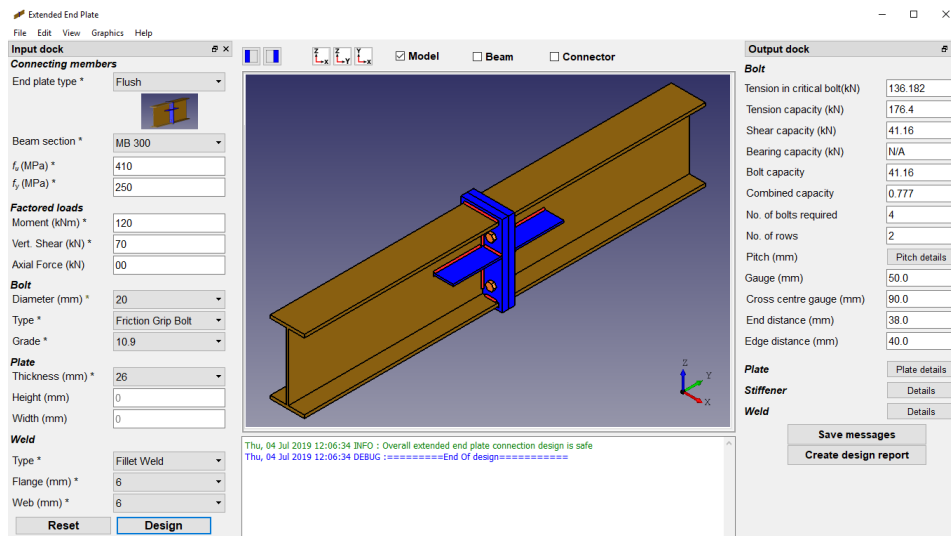 Extended End Plate
File Edit View Graphics Help
Input dock
Connecting members
End plate type * Flush
Beam section * MB 300
fu (MPa) * 410
fy (MPa) * 250
Factored loads
Moment (kNm) * 120
Vert. Shear (kN) * 70
Axial Force (kN) 00
Bolt
Diameter (mm) * 20
Type * Friction Grip Bolt
Grade * 10.9
Plate
Thickness (mm) * 26
Height (mm) 0
Width (mm) 0
Weld
Type * Fillet Weld
Flange (mm) * 6
Web (mm) * 6
Reset Design
Z X Z Y Y X Model Beam Connector
Z
Y
X
Thu, 04 Jul 2019 12:06:34 INFO : Overall extended end plate connection design is safe
Thu, 04 Jul 2019 12:06:34 DEBUG :=========End Of design===========
Output dock
Bolt
Tension in critical bolt(kN) 136.182
Tension capacity (kN) 176.4
Shear capacity (kN) 41.16
Bearing capacity (kN) N/A
Bolt capacity 41.16
Combined capacity 0.777
No. of bolts required 4
No. of rows 2
Pitch (mm) Pitch details
Gauge (mm) 50.0
Cross centre gauge (mm) 90.0
End distance (mm) 38.0
Edge distance (mm) 40.0
Plate Plate details
Stiffener Details
Weld Details
Save messages
Create design report